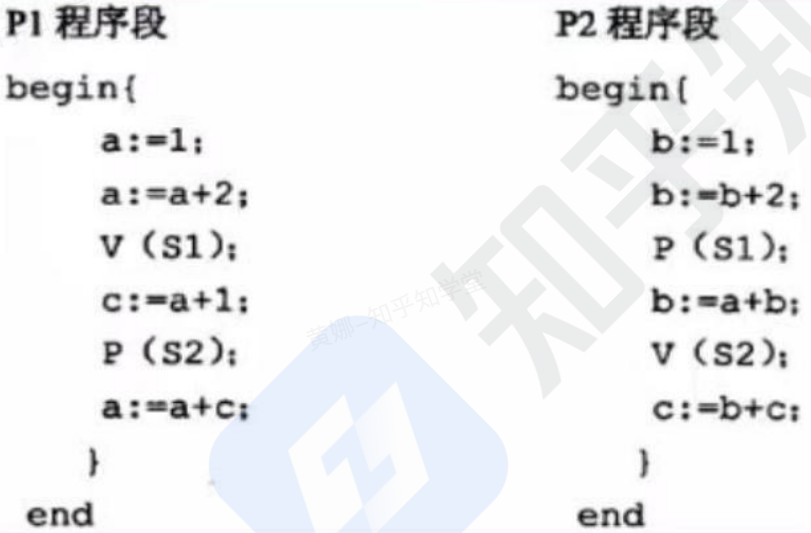 P1 程序段
begin{
a:=1;
a:=a+2;
V (S1);
c:=a+1;
P (S2);
a:=a+c;
}
end
P2 程序段
begin{
b:=1;
b:=b+2;
P (S1);
b:=a+b;
V (S2);
c:=b+c;
}
end
黄娜-知乎知学堂
知乎知